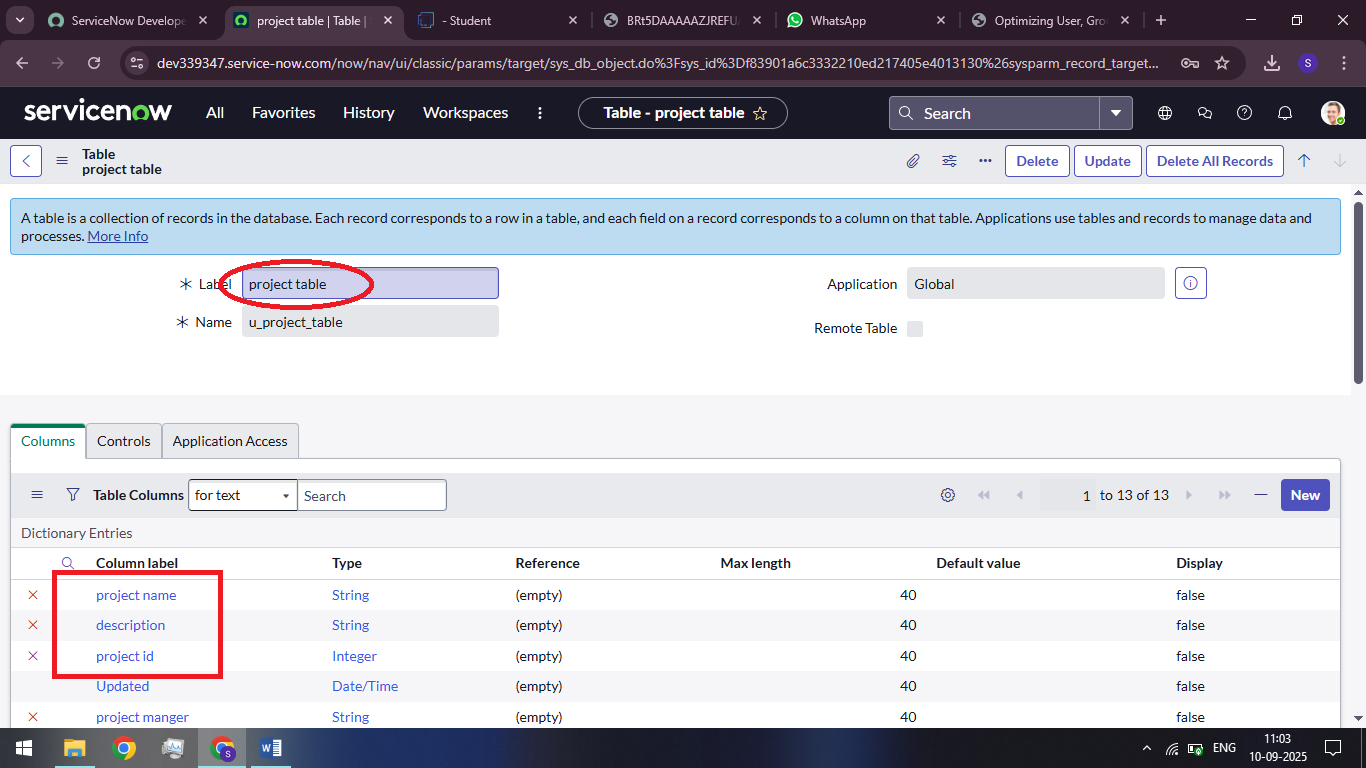 ServiceNow Develope
project table | Table |
- Student
BRt5DAAAAAZJREFU
WhatsApp
Optimizing User, Gro
dev339347.service-now.com/now/nav/ui/classic/params/target/sys_db_object.do%3Fsys_id%3Df83901a6c3332210ed217405e4013130%26sysparm_record_target...
S
servicenow
All
Favorites
History
Workspaces
Table - project table
Search
Table
project table
Delete
Update
Delete All Records
A table is a collection of records in the database. Each record corresponds to a row in a table, and each field on a record corresponds to a column on that table. Applications use tables and records to manage data and
processes. More Info
Label project table
Application Global
Name u_project_table
Remote Table
Columns
Controls
Application Access
Table Columns for text Search
1 to 13 of 13
New
Dictionary Entries
Column label Type Reference Max length Default value Display
project name String (empty) 40 false
description String (empty) 40 false
project id Integer (empty) 40 false
Updated Date/Time (empty) 40 false
project manger String (empty) 40 false
S
W
ENG
11:03
10-09-2025